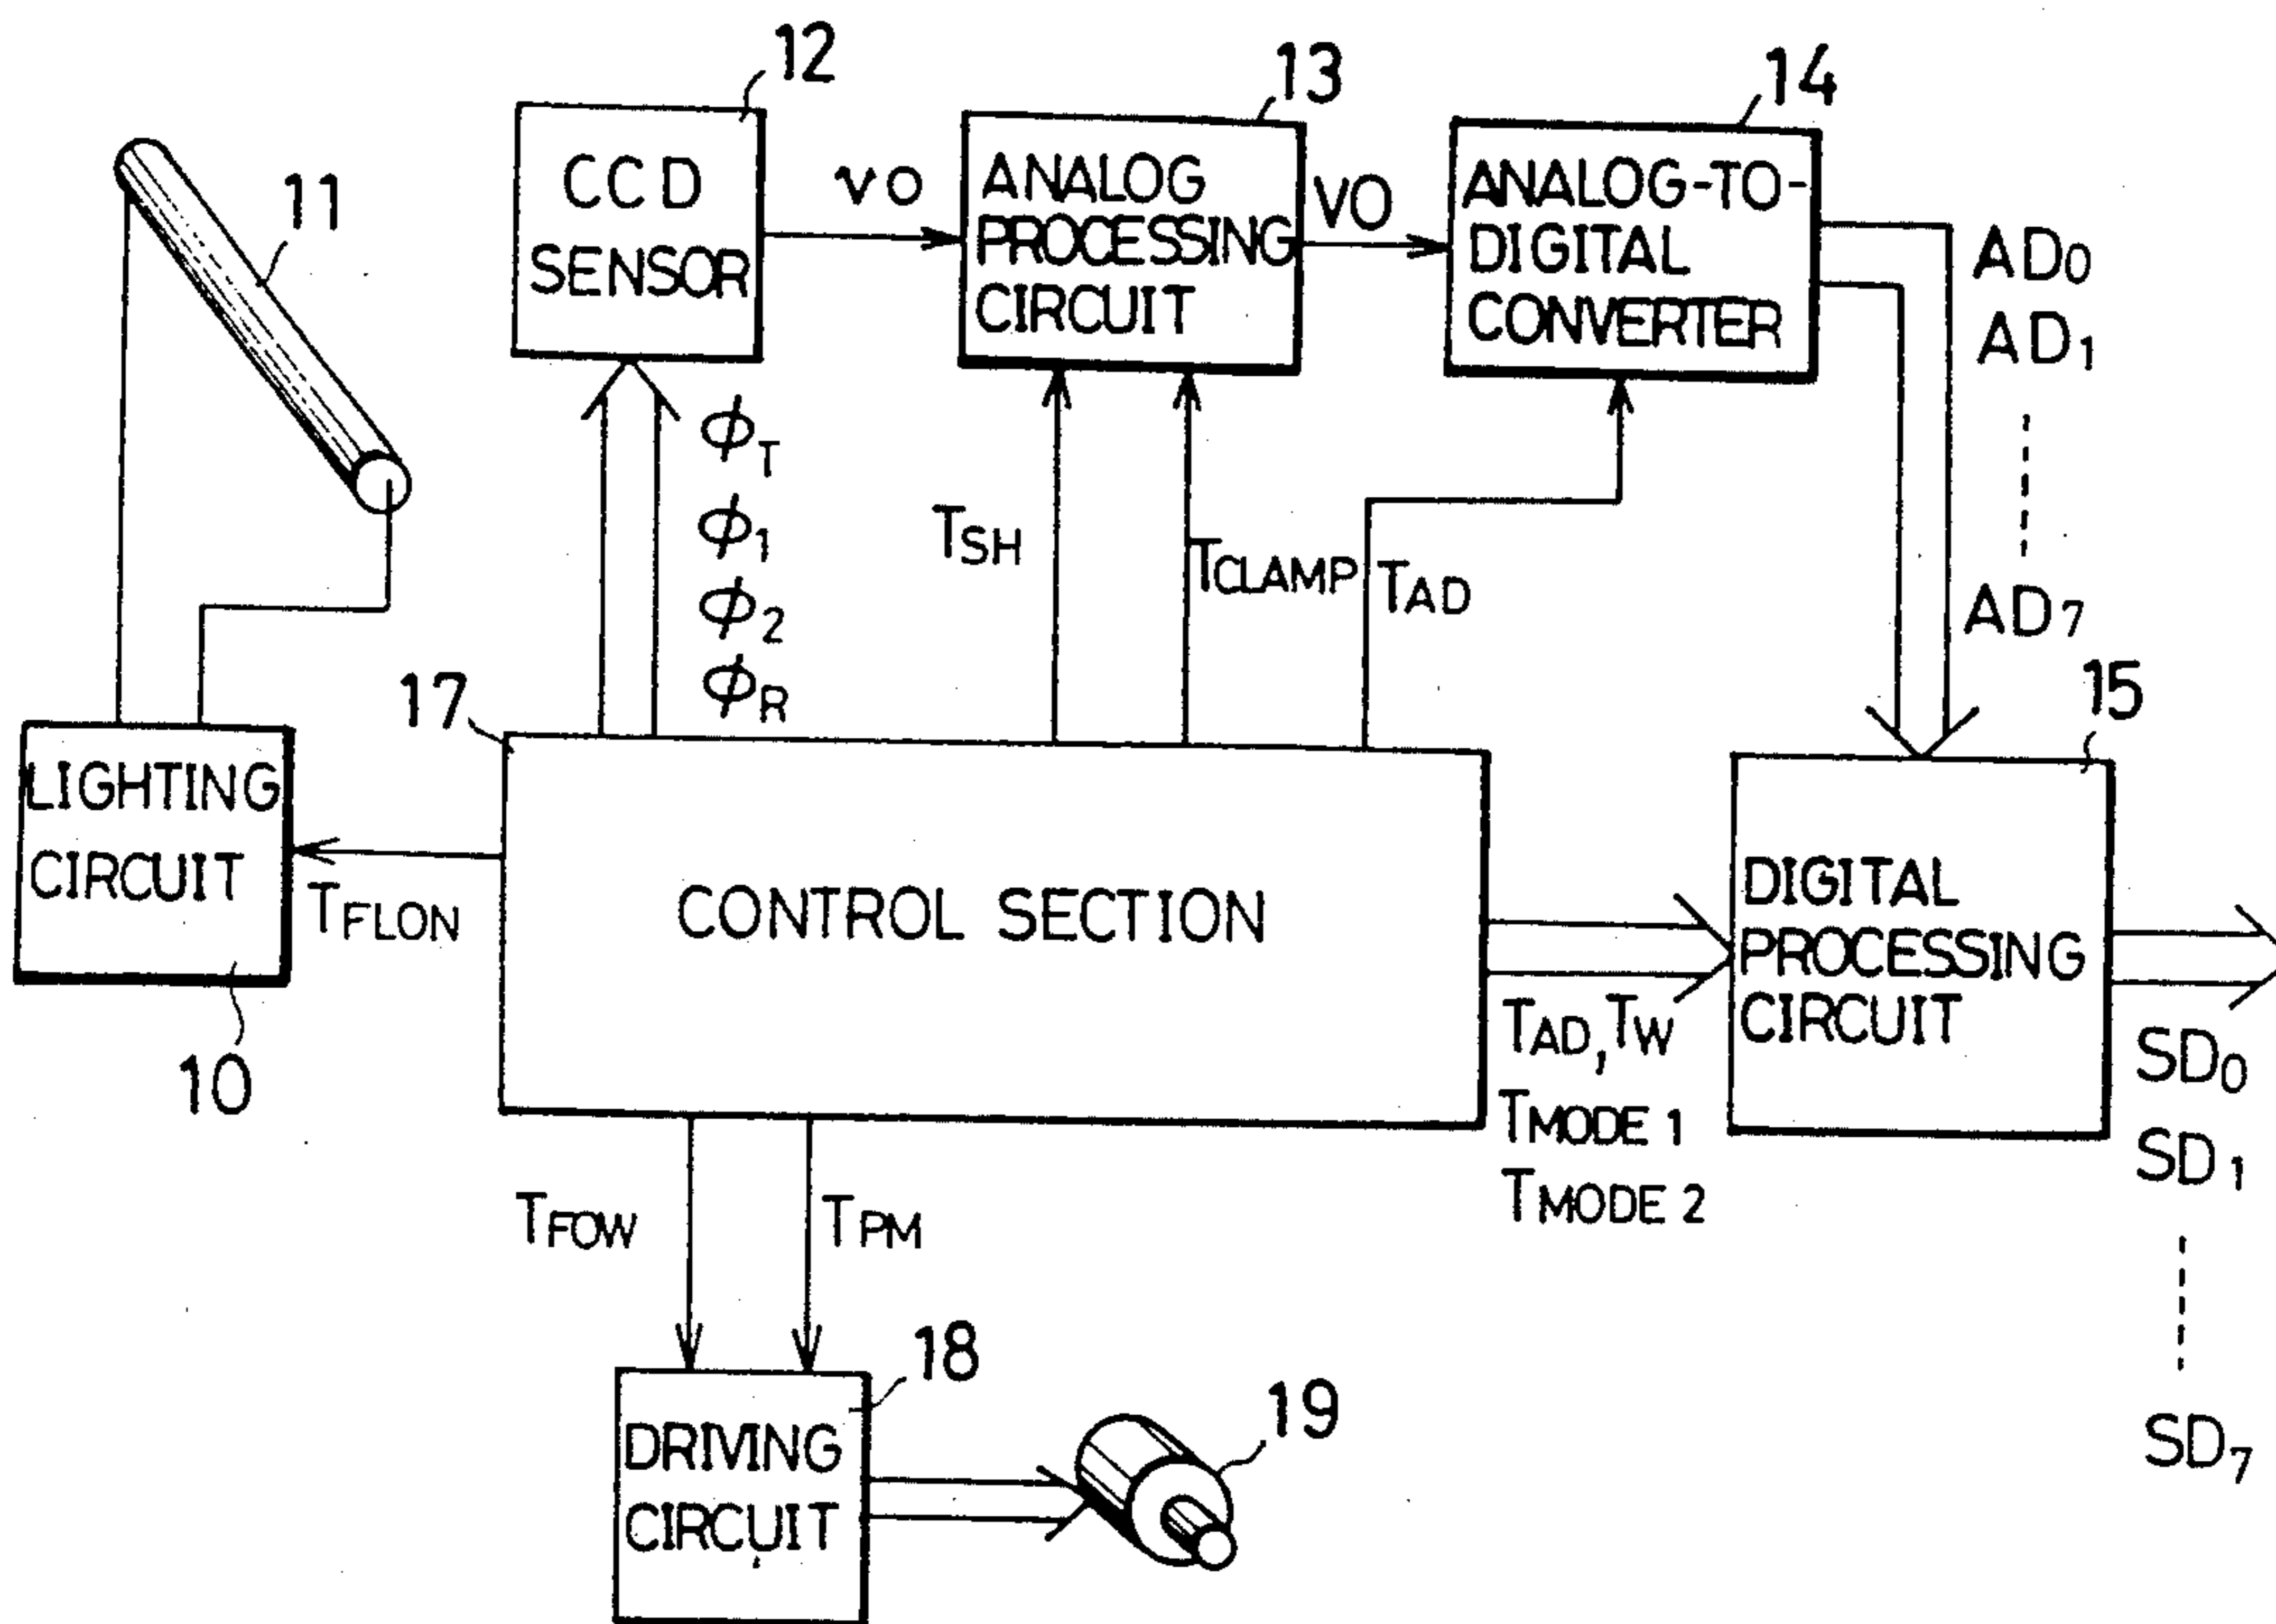 12
13
14
11
CCD
SENSOR
vo
ANALOG
PROCESSING
CIRCUIT
VO
ANALOG-TO-
DIGITAL
CONVERTER
AD0
AD1
AD7
ϕT
ϕ1
ϕ2
ϕR
TSH
TCLAMP
TAD
17
15
LIGHTING
CIRCUIT
10
TFLON
CONTROL SECTION
TAD, TW
TMODE 1
TMODE 2
DIGITAL
PROCESSING
CIRCUIT
SD0
SD1
SD7
TFOW
TPM
18
DRIVING
CIRCUIT
19